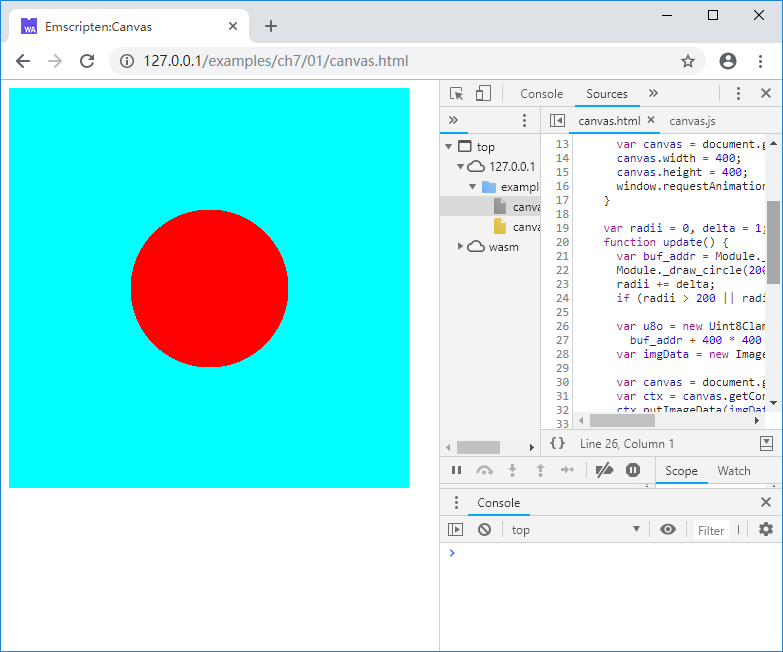 WA Emscripten:Canvas
127.0.0.1/examples/ch7/01/canvas.html
Console Sources
canvas.html canvas.js
top
127.0.0.1
exampl
canva
canva
wasm
13 var canvas = document.g
14 canvas.width = 400;
15 canvas.height = 400;
16 window.requestAnimation
17 }
18
19 var radii = 0, delta = 1;
20 function update() {
21 var buf_addr = Module._
22 Module._draw_circle(200
23 radii += delta;
24 if (radii > 200 || radi
25
26 var u8o = new Uint8Clam
27 buf_addr + 400 * 400
28 var imgData = new Image
29
30 var canvas = document.g
31 var ctx = canvas.getCon
32 ctx.putImageData(imgDat
33
{} Line 26, Column 1
Scope Watch
Console
top Filter